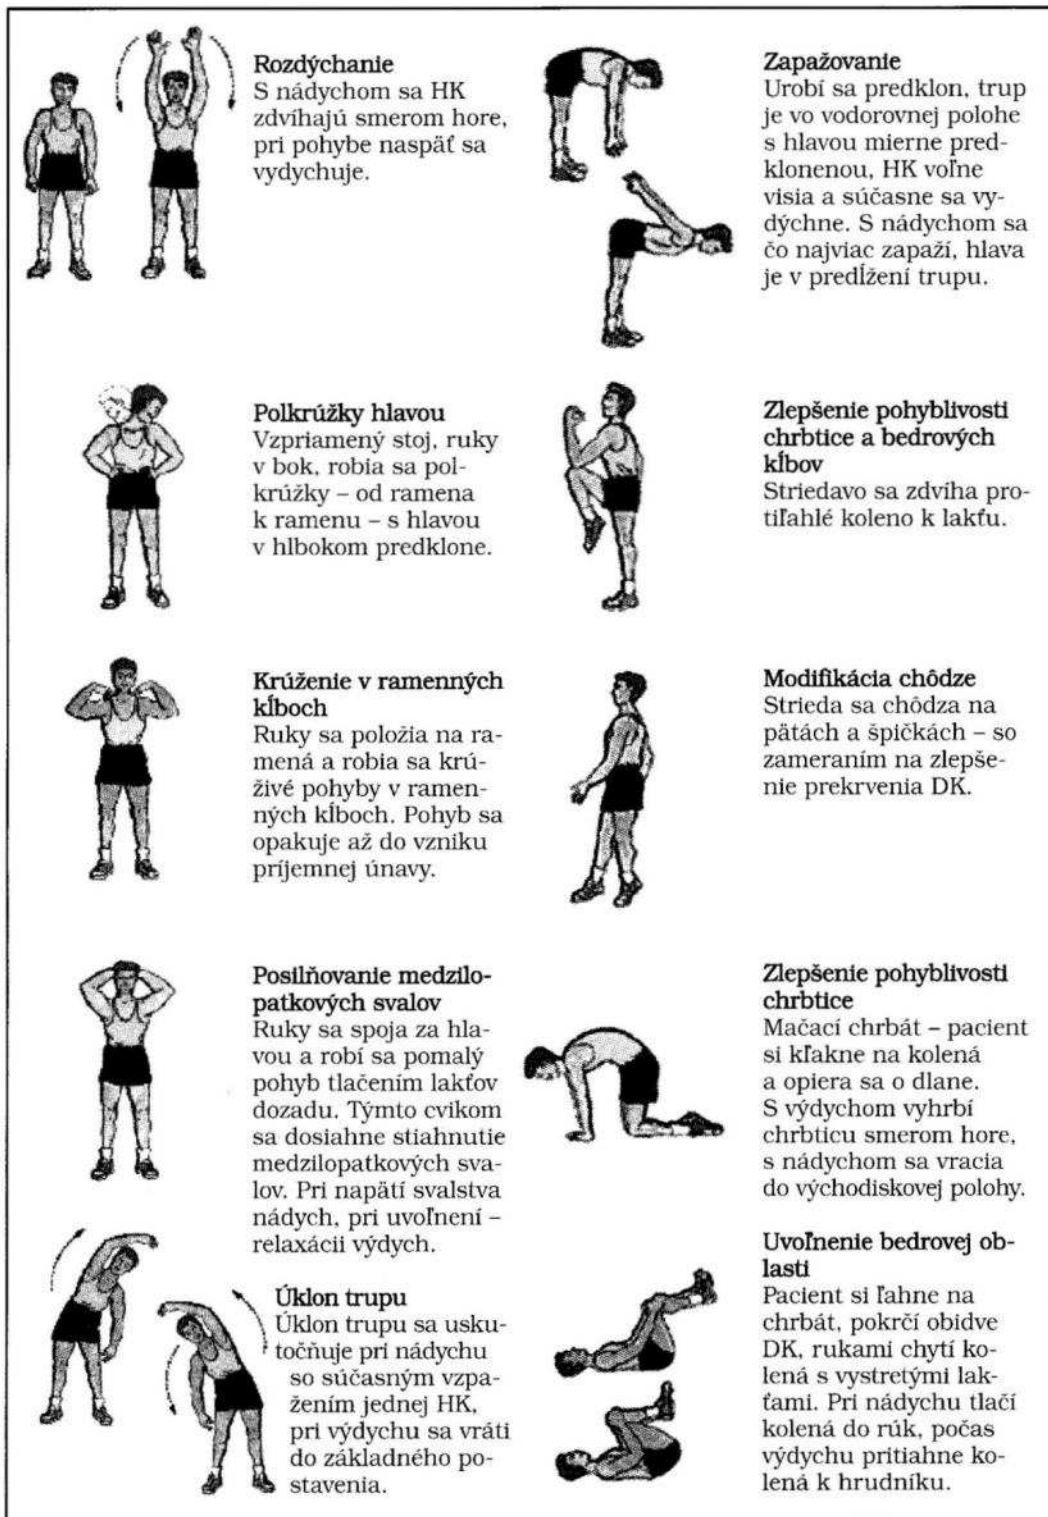 Rozdýchanie
S nádychom sa HK
zdvíhajú smerom hore,
pri pohybe naspäť sa
vydychuje.
Polkrúžky hlavou
Vzpriamený stoj, ruky
v bok, robia sa pol-
krúžky – od ramena
k ramenu – s hlavou
v hlbokom predklone.
Krúženie v ramenných
kĺboch
Ruky sa položia na ra-
mená a robia sa krú-
živé pohyby v ramen-
ných kĺboch. Pohyb sa
opakuje až do vzniku
príjemnej únavy.
Posilňovanie medzilo-
patkových svalov
Ruky sa spoja za hla-
vou a robí sa pomalý
pohyb tlačením lakťov
dozadu. Týmto cvikom
sa dosiahne stiahnutie
medzilopatkových sva-
lov. Pri napätí svalstva
nádych, pri uvoľnení –
relaxácii výdych.
Úklon trupu
Úklon trupu sa usku-
točňuje pri nádychu
so súčasným vzpa-
žením jednej HK,
pri výdychu sa vráti
do základného po-
stavenia.
Zapažovanie
Urobí sa predklon, trup
je vo vodorovnej polohe
s hlavou mierne pred-
klonenou, HK voľne
visia a súčasne sa vy-
dýchne. S nádychom sa
čo najviac zapaží, hlava
je v predĺžení trupu.
Zlepšenie pohyblivosti
chrbtice a bedrových
kĺbov
Striedavo sa zdvíha pro-
tiľahlé koleno k lakťu.
Modifikácia chôdze
Strieda sa chôdza na
pätách a špičkách – so
zameraním na zlepše-
nie prekrvenia DK.
Zlepšenie pohyblivosti
chrbtice
Mačací chrbát – pacient
si kľakne na kolená
a opiera sa o dlane.
S výdychom vyhrbí
chrbticu smerom hore,
s nádychom sa vracia
do východiskovej polohy.
Uvoľnenie bedrovej ob-
lasti
Pacient si ľahne na
chrbát, pokrčí obidve
DK, rukami chytí ko-
lená s vystretými lak-
ťami. Pri nádychu tlačí
kolená do rúk, počas
výdychu pritiahne ko-
lená k hrudníku.